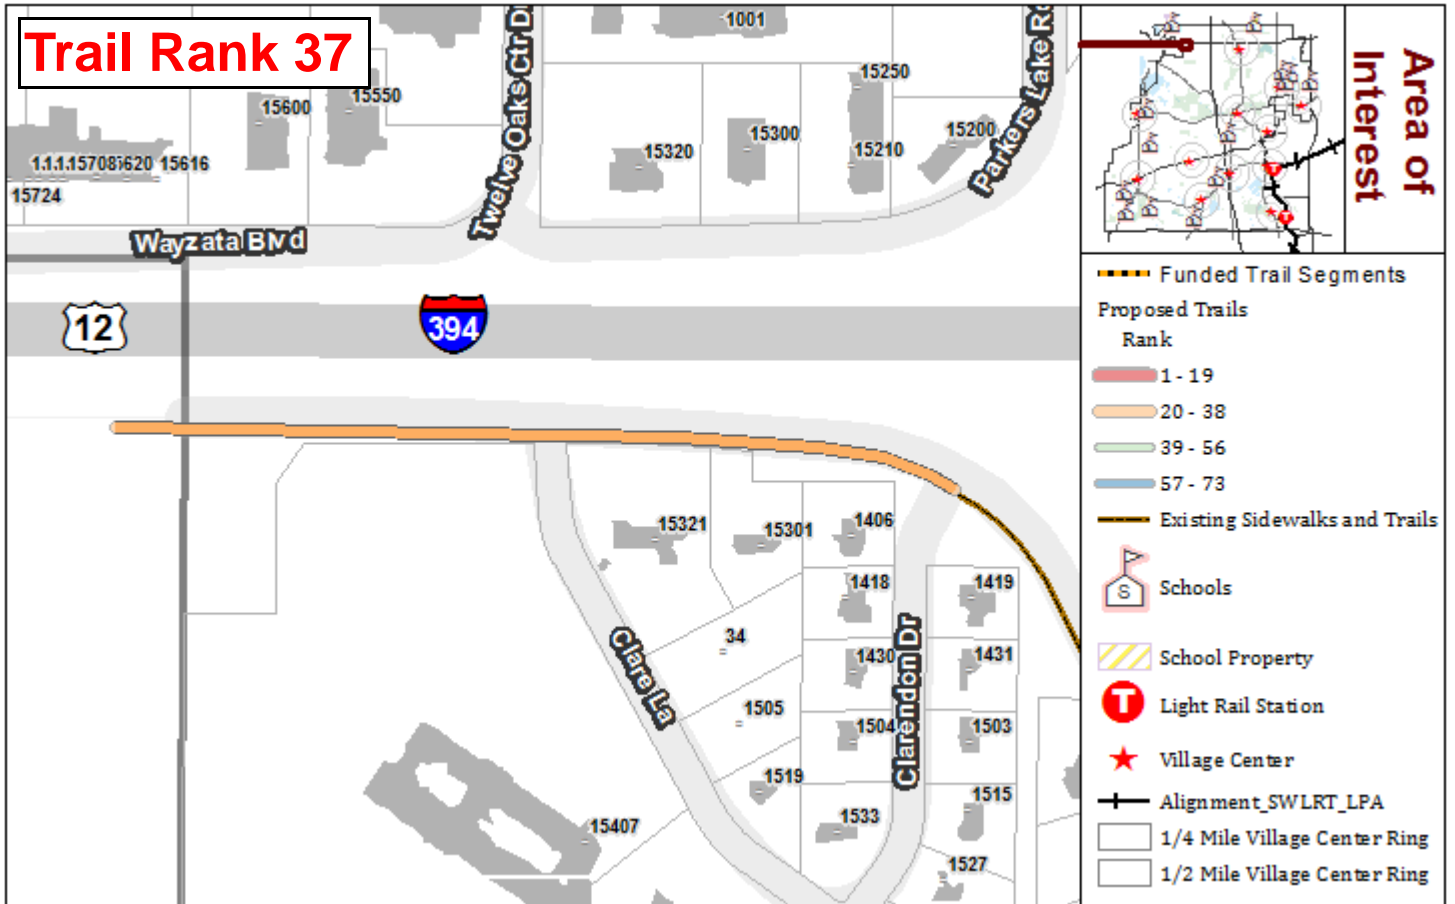 Trail Rank 37
1001
15250
15550
15600
15300
15200
15320
15210
15616
15724
Twelve Oaks Ctr D
Parkers Lake Ro
Wayzata Blvd
12
394
15321
15301
1406
1418
1419
34
1430
1431
1505
1504
1503
1519
1515
1533
15407
1527
Clare La
Clarendon Dr
Area of
Interest
Funded Trail Segments
Proposed Trails
Rank
1 - 19
20 - 38
39 - 56
57 - 73
Existing Sidewalks and Trails
S
Schools
School Property
T
Light Rail Station
Village Center
Alignment_SWLRT_LPA
1/4 Mile Village Center Ring
1/2 Mile Village Center Ring